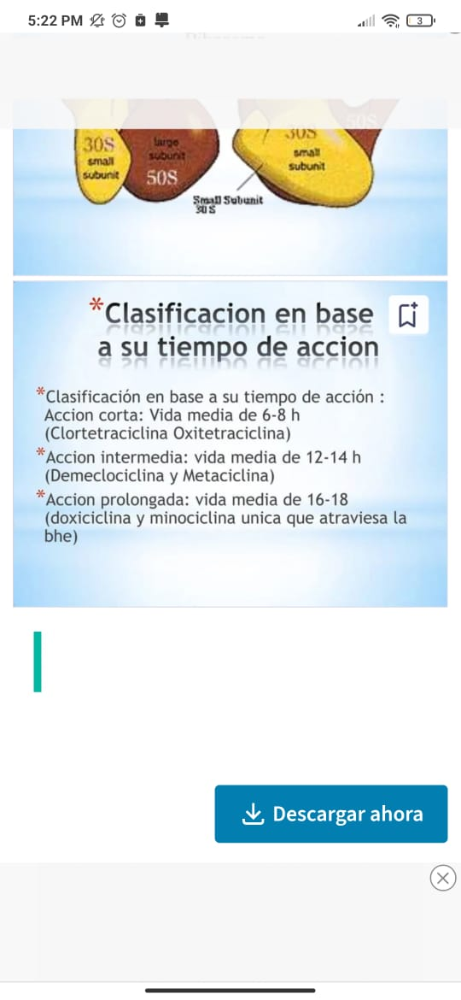 5:22 PM
3
30S
small
subunit
large
subunit
50S
50S
30S
small
subunit
Small Subunit
30 S
*Clasificacion en base
a su tiempo de accion
*Clasificación en base a su tiempo de acción :
Accion corta: Vida media de 6-8 h
(Clortetraciclina Oxitetraciclina)
*Accion intermedia: vida media de 12-14 h
(Demeclociclina y Metaciclina)
*Accion prolongada: vida media de 16-18
(doxiciclina y minociclina unica que atraviesa la
bhe)
Descargar ahora